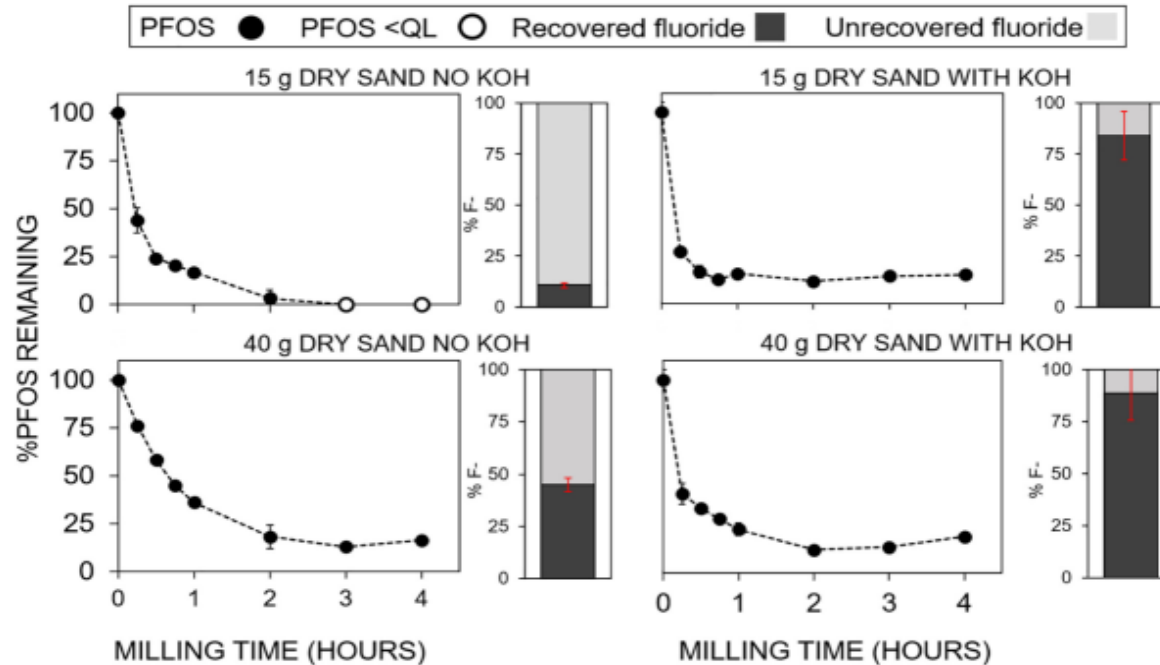 PFOS PFOS <QL Recovered fluoride Unrecovered fluoride
15 g DRY SAND NO KOH
15 g DRY SAND WITH KOH
100
75
50
25
0
% F-
100
75
50
25
0
% F-
100
75
50
25
0
%PFOS REMAINING
40 g DRY SAND NO KOH
40 g DRY SAND WITH KOH
100
75
50
25
0
% F-
100
75
50
25
0
% F-
100
75
50
25
0
0 1 2 3 4
0 1 2 3 4
MILLING TIME (HOURS)
MILLING TIME (HOURS)